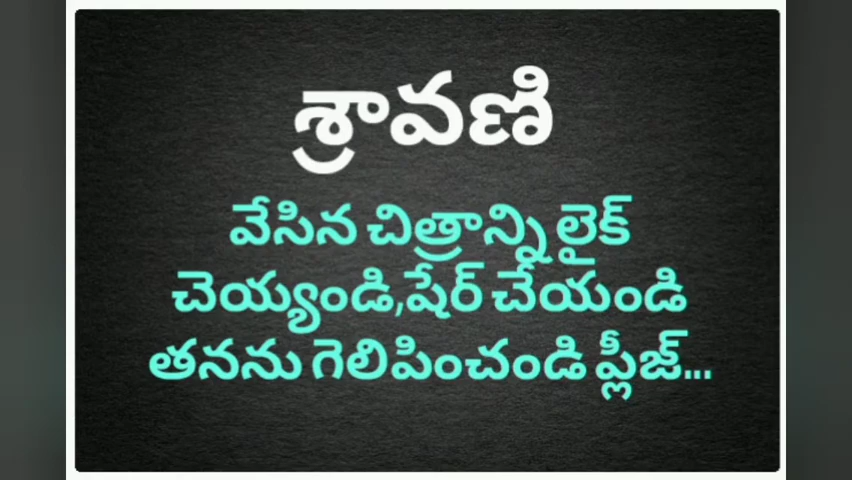 శ్రావణి
వేసిన చిత్రాన్ని లైక్
చెయ్యండి,షేర్ చేయండి
తనను గెలిపించండి ప్లీజ్...